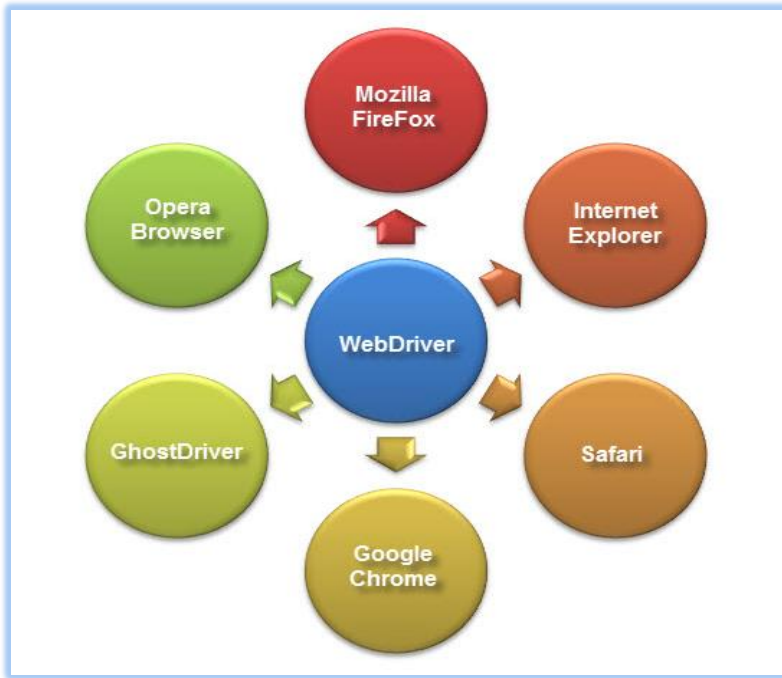 Mozilla
FireFox
Opera
Browser
Internet
Explorer
WebDriver
GhostDriver
Safari
Google
Chrome